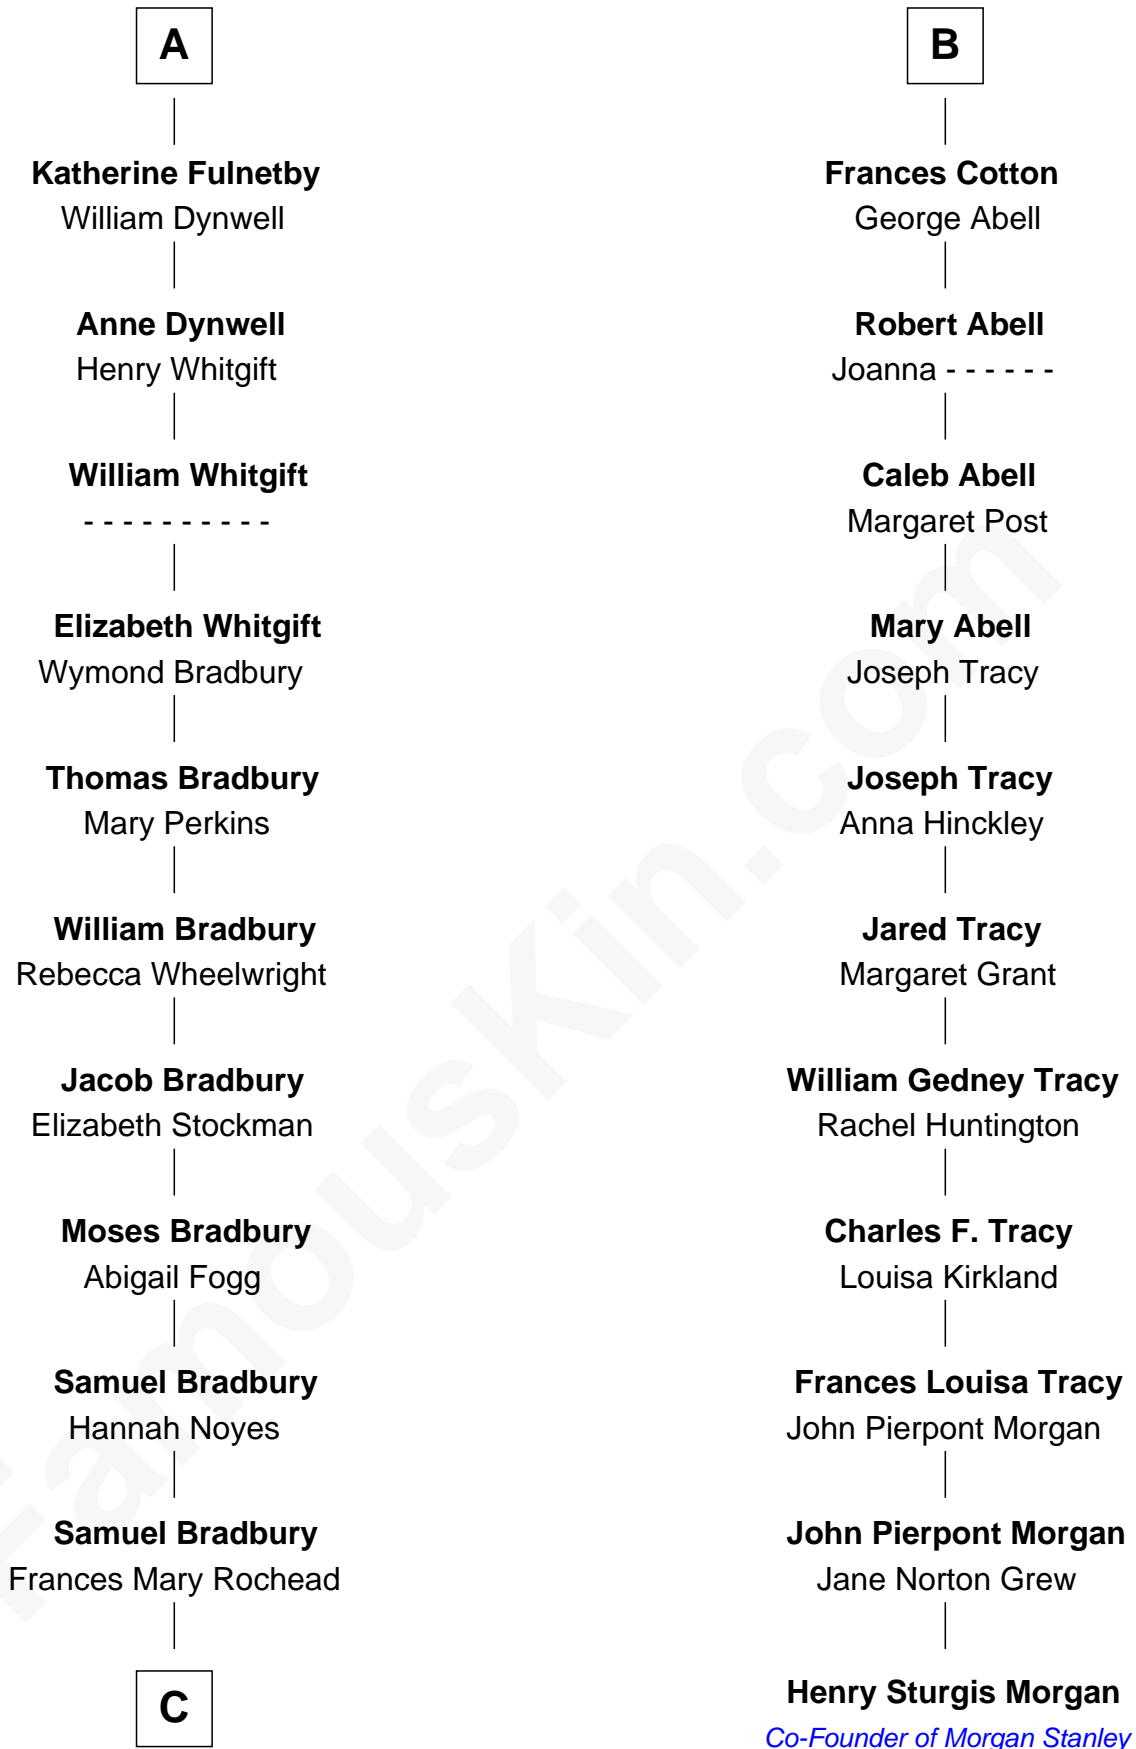 A
Katherine Fulnetby
William Dynwell
Anne Dynwell
Henry Whitgift
William Whitgift
- - - - - - - - - -
Elizabeth Whitgift
Wymond Bradbury
Thomas Bradbury
Mary Perkins
William Bradbury
Rebecca Wheelwright
Jacob Bradbury
Elizabeth Stockman
Moses Bradbury
Abigail Fogg
Samuel Bradbury
Hannah Noyes
Samuel Bradbury
Frances Mary Rochead
C
B
Frances Cotton
George Abell
Robert Abell
Joanna - - - - - -
Caleb Abell
Margaret Post
Mary Abell
Joseph Tracy
Joseph Tracy
Anna Hinckley
Jared Tracy
Margaret Grant
William Gedney Tracy
Rachel Huntington
Charles F. Tracy
Louisa Kirkland
Frances Louisa Tracy
John Pierpont Morgan
John Pierpont Morgan
Jane Norton Grew
Henry Sturgis Morgan
Co-Founder of Morgan Stanley
FamousKin.com